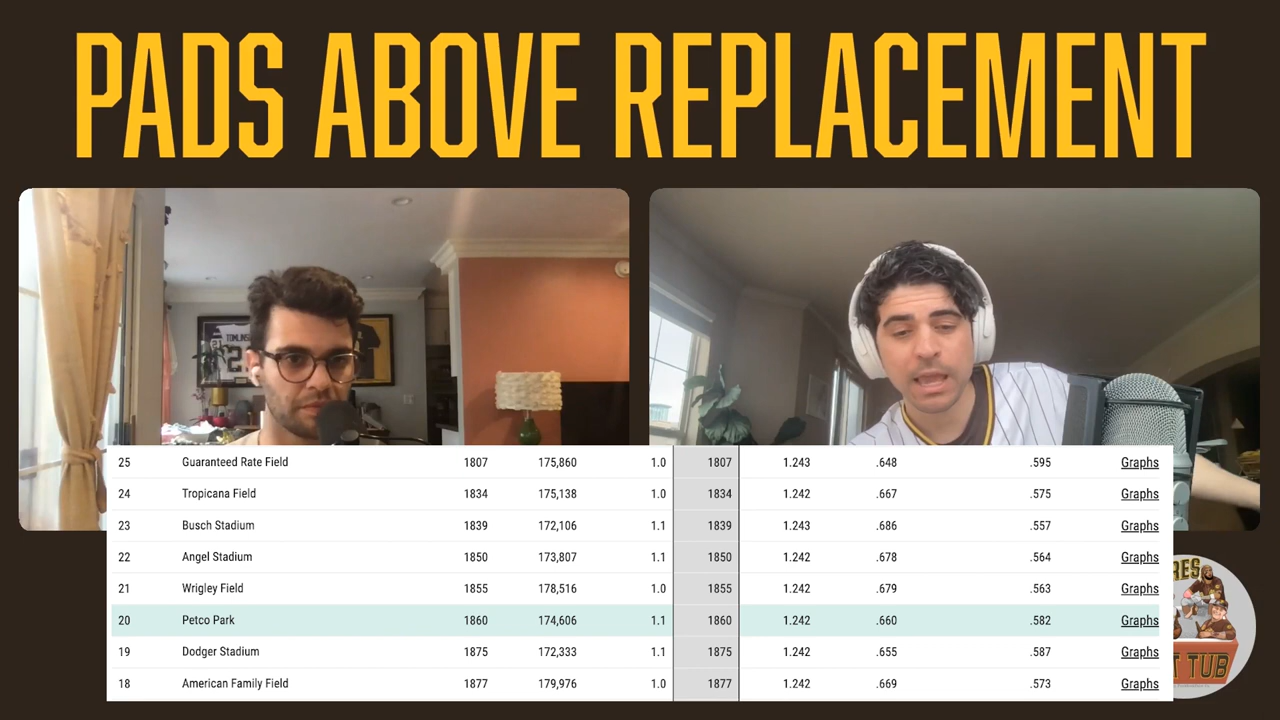 PADS ABOVE REPLACEMENT
TOMLINS
25 Guaranteed Rate Field 1807 175,860 1.0 1807 1.243 .648 .595 Graphs
24 Tropicana Field 1834 175,138 1.0 1834 1.242 .667 .575 Graphs
23 Busch Stadium 1839 172,106 1.1 1839 1.243 .686 .557 Graphs
22 Angel Stadium 1850 173,807 1.1 1850 1.242 .678 .564 Graphs
21 Wrigley Field 1855 178,516 1.0 1855 1.242 .679 .563 Graphs
20 Petco Park 1860 174,606 1.1 1860 1.242 .660 .582 Graphs
19 Dodger Stadium 1875 172,333 1.1 1875 1.242 .655 .587 Graphs
18 American Family Field 1877 179,976 1.0 1877 1.242 .669 .573 Graphs
RES
T TUB